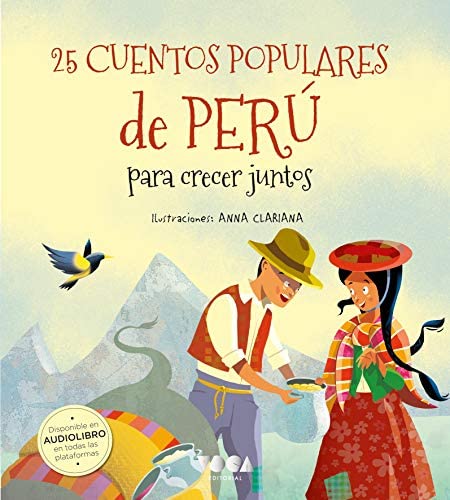 25 CUENTOS POPULARES
de PERÚ
para crecer juntos
Ilustraciones: ANNA CLARIANA
Disponible en
AUDIOLIBRO
en todas las
plataformas
YOCA
EDITORIAL